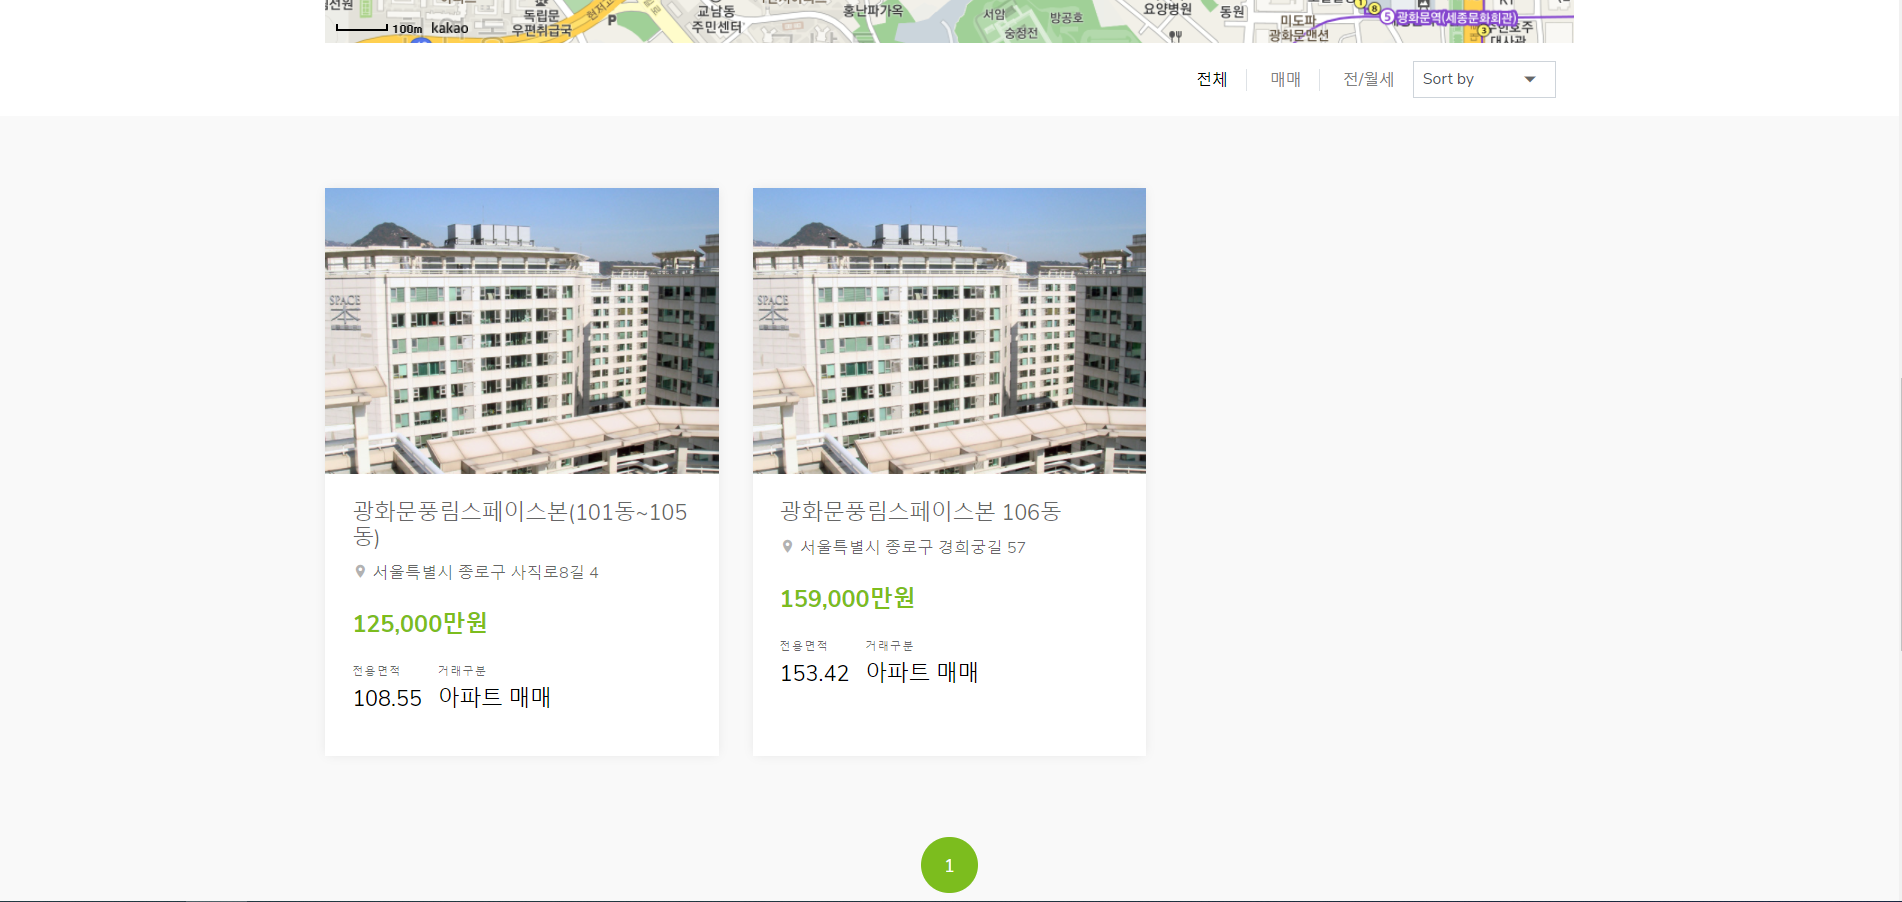 독립문
우편취급국
P
교남동
주민센터
홍난파가옥
서암
숭정전
방공호
요양병원
동원
미도파
광화문맨션
1
8
5 광화문역(세종문화회관)
3
대사관
100m kakao
전체
매매
전/월세
Sort by
SPACE
本
SPACE
本
광화문풍림스페이스본(101동~105
동)
서울특별시 종로구 사직로8길 4
125,000만원
전용면적 거래구분
108.55 아파트 매매
광화문풍림스페이스본 106동
서울특별시 종로구 경희궁길 57
159,000만원
전용면적 거래구분
153.42 아파트 매매
1